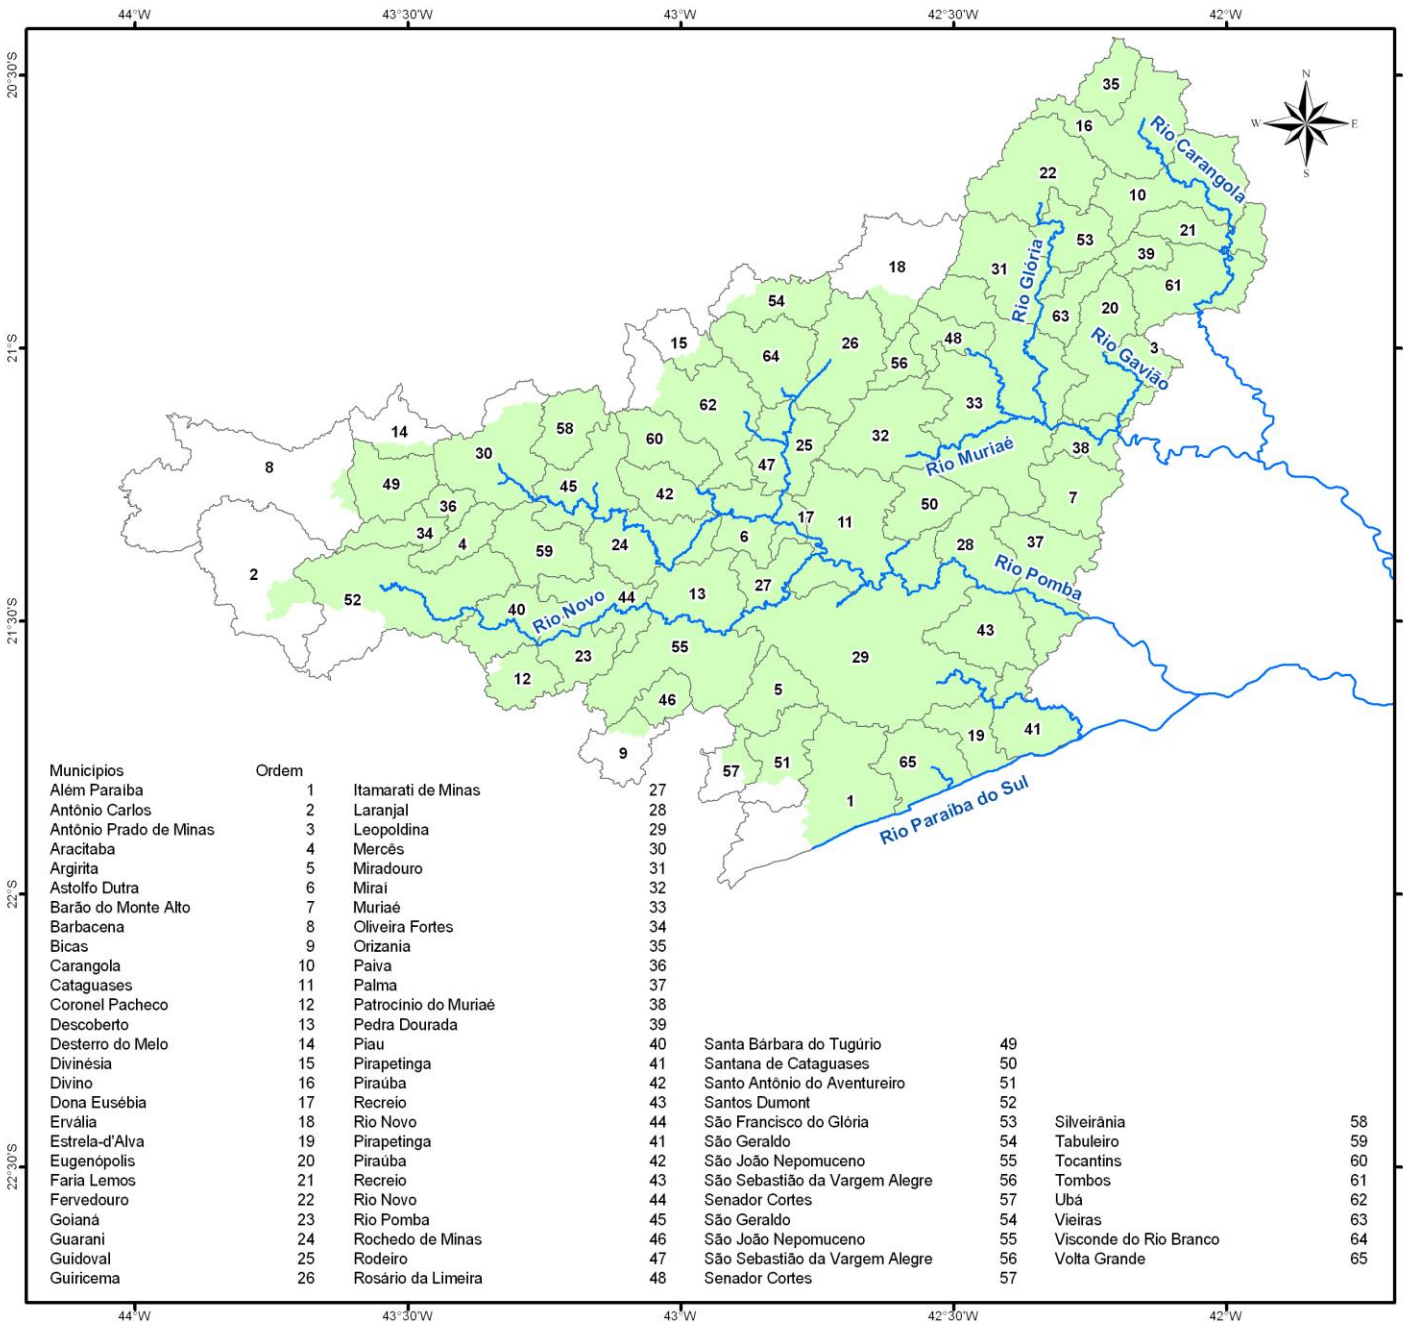 44°W 43°30'W 43°W 42°30'W 42°W
20°30'S
21°S
21°30'S
22°S
22°30'S
N
W E
S
35
16
Rio Carangola
22
10
53
21
39
18
31
Rio Glória
61
54
63
20
15
26
48
3
64
56
Rio Gavião
62
33
14
58
60
25
32
30
47
Rio Muriaé
38
8
49
45
42
7
36
50
17
11
34
6
4
59
24
28
37
2
Rio Pomba
27
52
40
Rio Novo
44
13
43
55
23
29
12
5
46
41
19
9
57
51
65
1
Rio Paraíba do Sul
Municípios Ordem
Além Paraíba 1 Itamarati de Minas 27
Antônio Carlos 2 Laranjal 28
Antônio Prado de Minas 3 Leopoldina 29
Aracitaba 4 Mercês 30
Argirita 5 Miradouro 31
Astolfo Dutra 6 Miraí 32
Barão do Monte Alto 7 Muriaé 33
Barbacena 8 Oliveira Fortes 34
Bicas 9 Orizania 35
Carangola 10 Paiva 36
Cataguases 11 Palma 37
Coronel Pacheco 12 Patrocínio do Muriaé 38
Descoberto 13 Pedra Dourada 39
Desterro do Melo 14 Piau 40 Santa Bárbara do Tugúrio 49
Divinésia 15 Pirapetinga 41 Santana de Cataguases 50
Divino 16 Piraúba 42 Santo Antônio do Aventureiro 51
Dona Eusébia 17 Recreio 43 Santos Dumont 52
Ervália 18 Rio Novo 44 São Francisco do Glória 53 Silveirânia 58
Estrela-d'Alva 19 Pirapetinga 41 São Geraldo 54 Tabuleiro 59
Eugenópolis 20 Piraúba 42 São João Nepomuceno 55 Tocantins 60
Faria Lemos 21 Recreio 43 São Sebastião da Vargem Alegre 56 Tombos 61
Fervedouro 22 Rio Novo 44 Senador Cortes 57 Ubá 62
Goianá 23 Rio Pomba 45 São Geraldo 54 Vieiras 63
Guarani 24 Rochedo de Minas 46 São João Nepomuceno 55 Visconde do Rio Branco 64
Guidoval 25 Rodeiro 47 São Sebastião da Vargem Alegre 56 Volta Grande 65
Guiricema 26 Rosário da Limeira 48 Senador Cortes 57
44°W 43°30'W 43°W 42°30'W 42°W